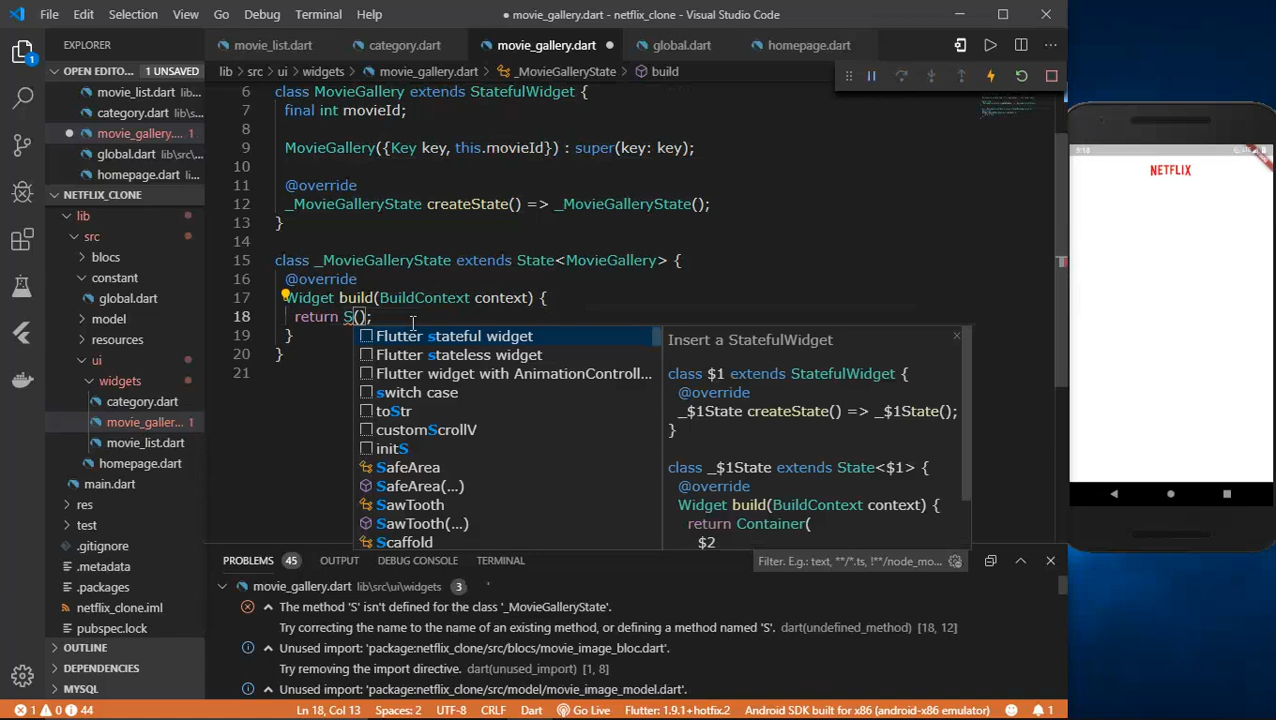 File Edit Selection View Go Debug Terminal Help
● movie_gallery.dart - netflix_clone - Visual Studio Code
EXPLORER
movie_list.dart category.dart movie_gallery.dart ● global.dart homepage.dart
lib > src > ui > widgets > movie_gallery.dart > _MovieGalleryState > build
1
OPEN EDITO... 1 UNSAVED
movie_list.dart lib...
category.dart lib\s...
movie_gallery.... 1
global.dart lib\src\...
homepage.dart li...
NETFLIX_CLONE
lib
src
blocs
constant
global.dart
model
resources
ui
widgets
category.dart
movie_galler... 1
movie_list.dart
homepage.dart
main.dart
res
test
.gitignore
.metadata
.packages
netflix_clone.iml
pubspec.lock
OUTLINE
DEPENDENCIES
MYSQL
6 class MovieGallery extends StatefulWidget {
7 final int movieId;
8
9 MovieGallery({Key key, this.movieId}) : super(key: key);
10
11 @override
12 _MovieGalleryState createState() => _MovieGalleryState();
13 }
14
15 class _MovieGalleryState extends State<MovieGallery> {
16 @override
17 Widget build(BuildContext context) {
18 return S();
19 }
20 }
21
Flutter stateful widget
Flutter stateless widget
Flutter widget with AnimationControll...
switch case
toStr
customScrollV
initS
SafeArea
SafeArea(...)
SawTooth
SawTooth(...)
Scaffold
Insert a StatefulWidget
class $1 extends StatefulWidget {
@override
_$1State createState() => _$1State();
}
class _$1State extends State<$1> {
@override
Widget build(BuildContext context) {
return Container(
$2
PROBLEMS 45 OUTPUT DEBUG CONSOLE TERMINAL
Filter. E.g.: text, **/*.ts, !**/node_mo...
movie_gallery.dart lib\src\ui\widgets 3
The method 'S' isn't defined for the class '_MovieGalleryState'.
Try correcting the name to the name of an existing method, or defining a method named 'S'. dart(undefined_method) [18, 12]
Unused import: 'package:netflix_clone/src/blocs/movie_image_bloc.dart'.
Try removing the import directive. dart(unused_import) [1, 8]
Unused import: 'package:netflix_clone/src/model/movie_image_model.dart'.
1 0 44 Ln 18, Col 13 Spaces: 2 UTF-8 CRLF Dart Go Live Flutter: 1.9.1+hotfix.2 Android SDK built for x86 (android-x86 emulator) 1
NETFLIX